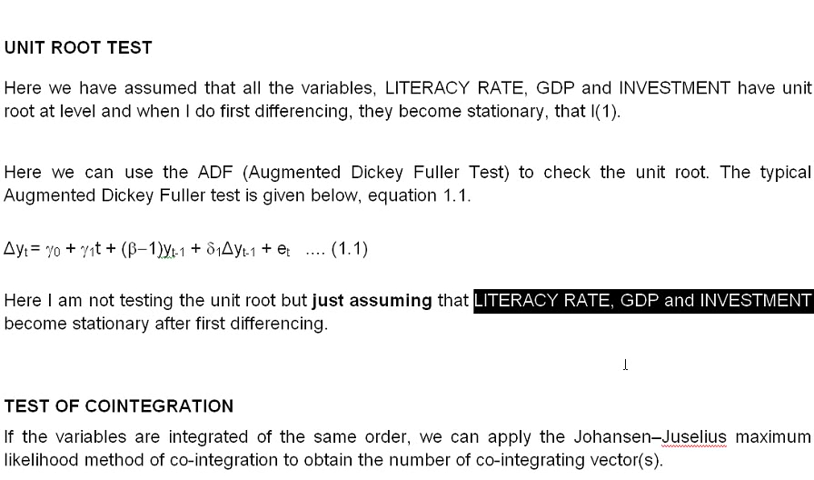 UNIT ROOT TEST
Here we have assumed that all the variables, LITERACY RATE, GDP and INVESTMENT have unit
root at level and when I do first differencing, they become stationary, that I(1).
Here we can use the ADF (Augmented Dickey Fuller Test) to check the unit root. The typical
Augmented Dickey Fuller test is given below, equation 1.1.
Δyₜ = γ₀ + γ₁t + (β−1)yₜ₋₁ + δ₁Δyₜ₋₁ + eₜ .... (1.1)
Here I am not testing the unit root but just assuming that LITERACY RATE, GDP and INVESTMENT
become stationary after first differencing.
TEST OF COINTEGRATION
If the variables are integrated of the same order, we can apply the Johansen–Juselius maximum
likelihood method of co-integration to obtain the number of co-integrating vector(s).